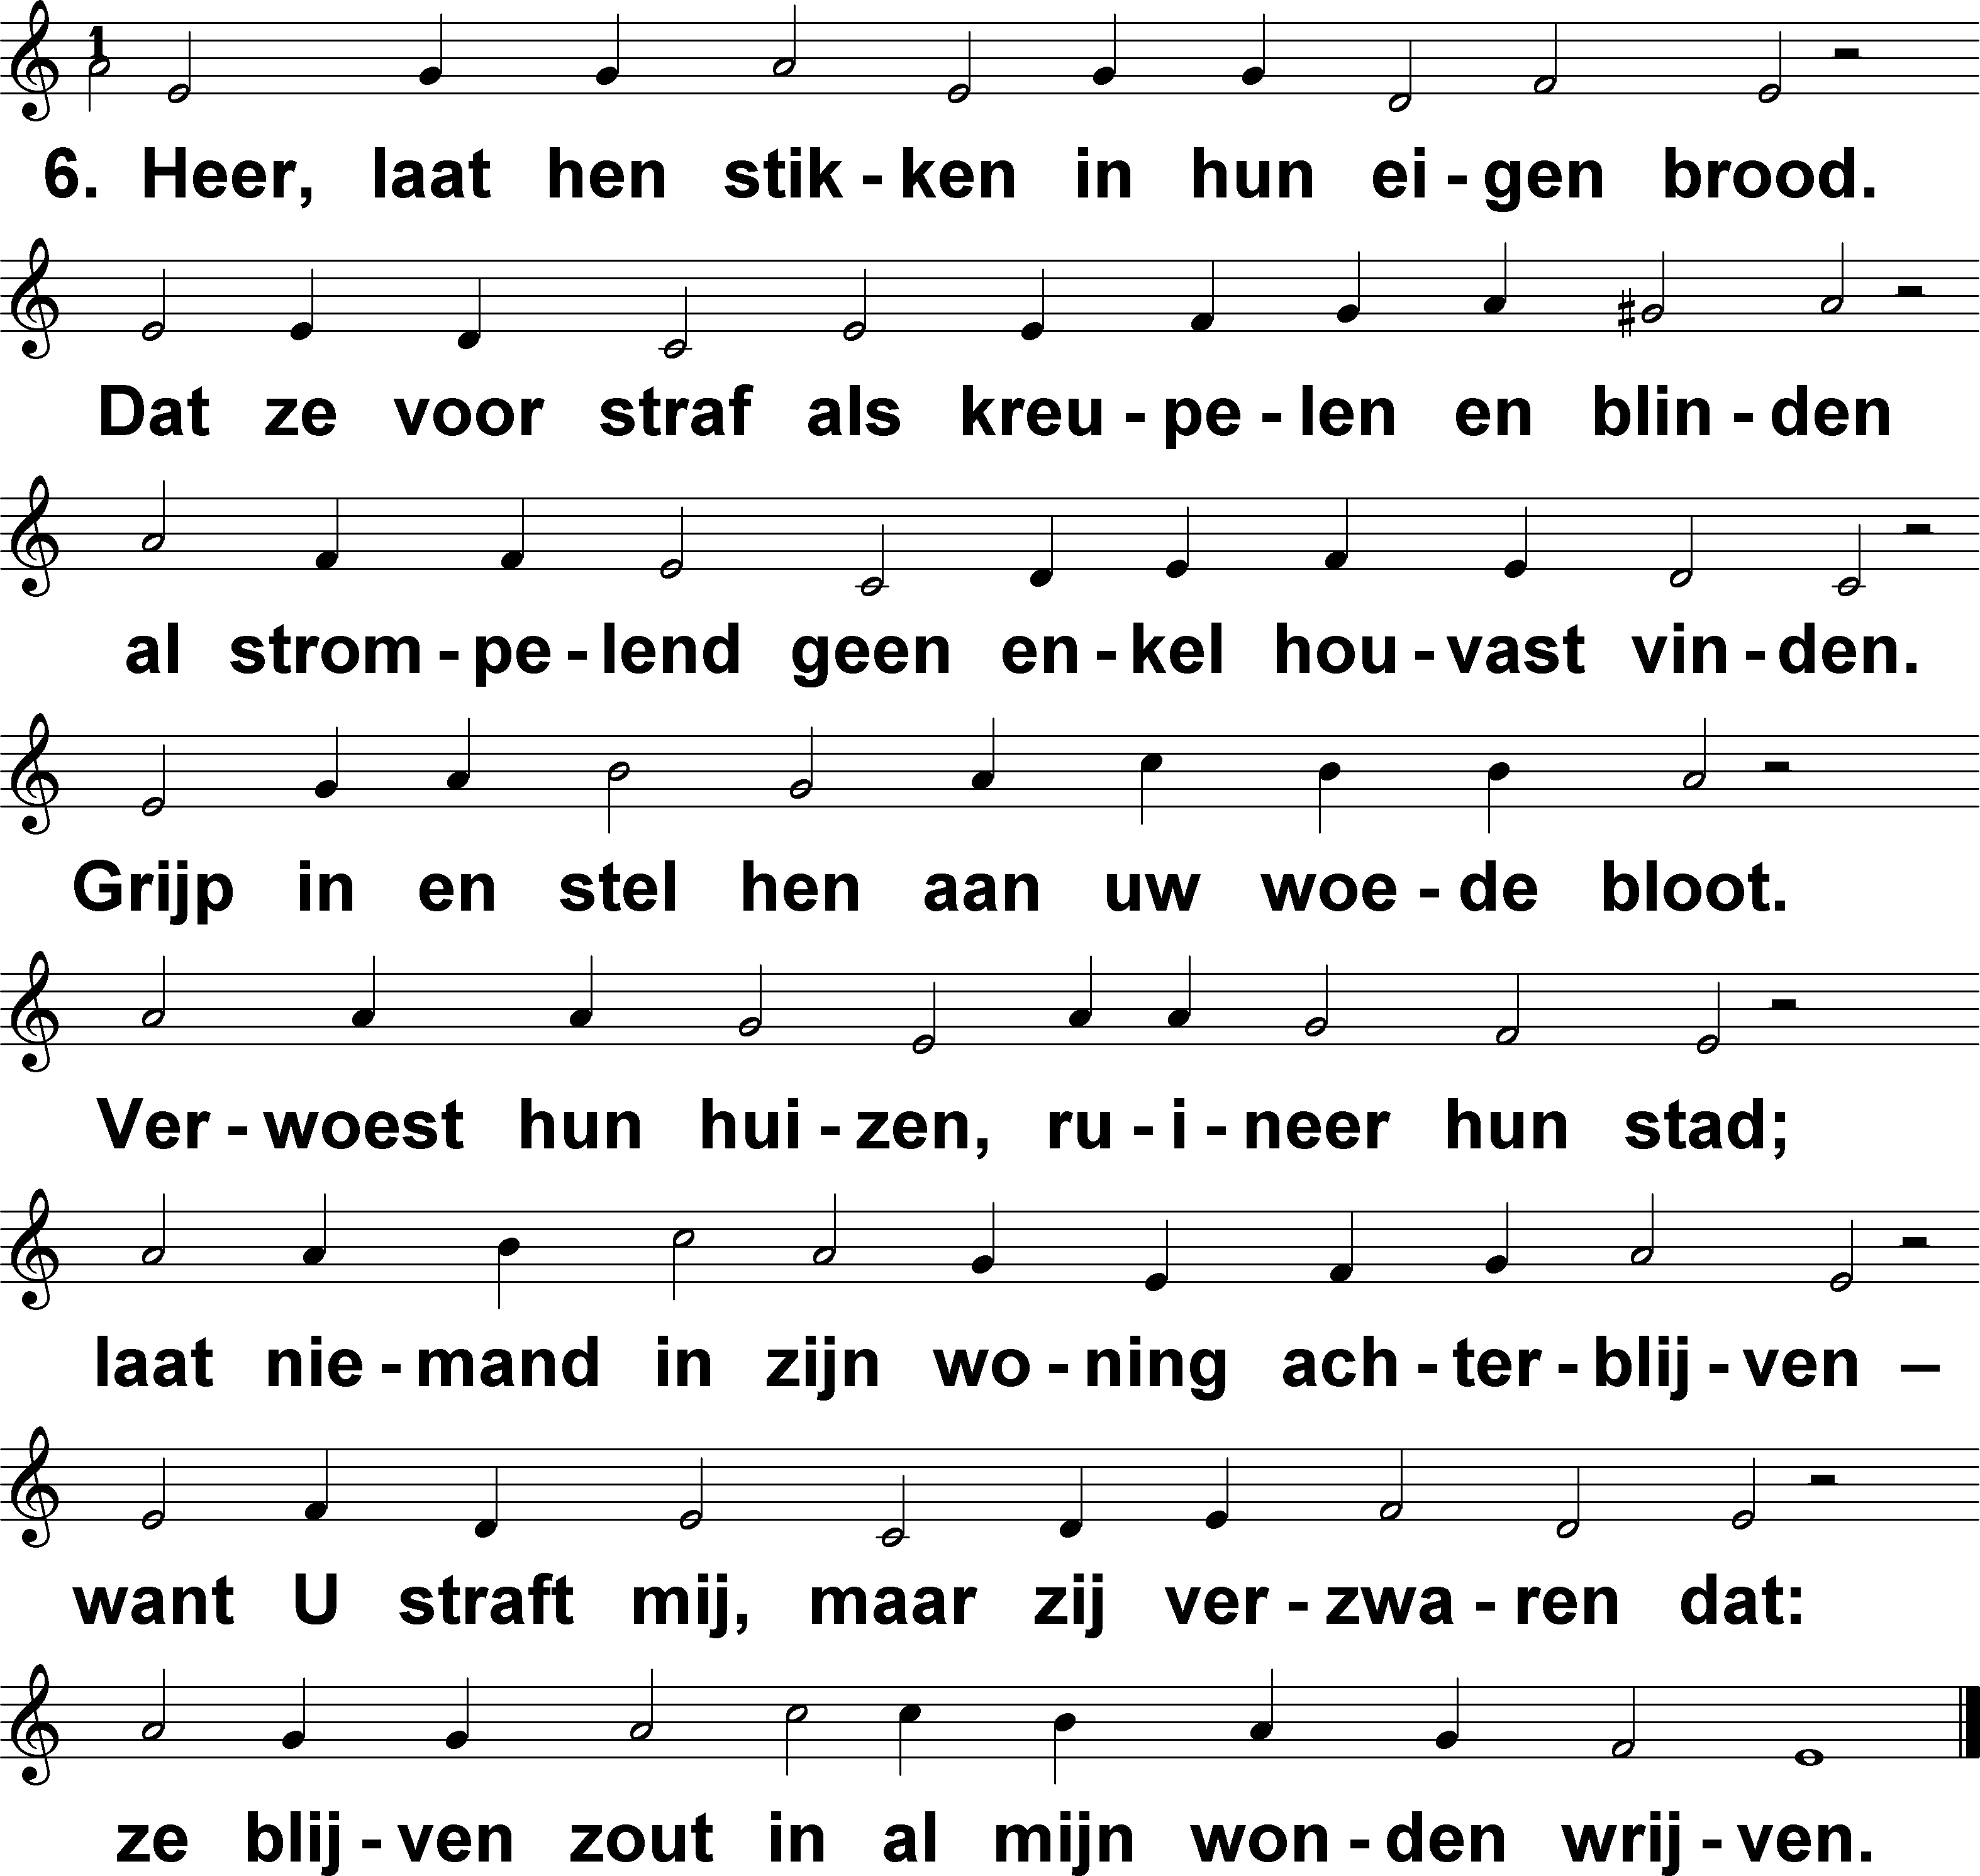 1
6. Heer, laat hen stik - ken in hun ei - gen brood.
Dat ze voor straf als kreu - pe - len en blin - den
al strom - pe - lend geen en - kel hou - vast vin - den.
Grijp in en stel hen aan uw woe - de bloot.
Ver - woest hun hui - zen, ru - i - neer hun stad;
laat nie - mand in zijn wo - ning ach - ter - blij - ven –
want U straft mij, maar zij ver - zwa - ren dat:
ze blij - ven zout in al mijn won - den wrij - ven.